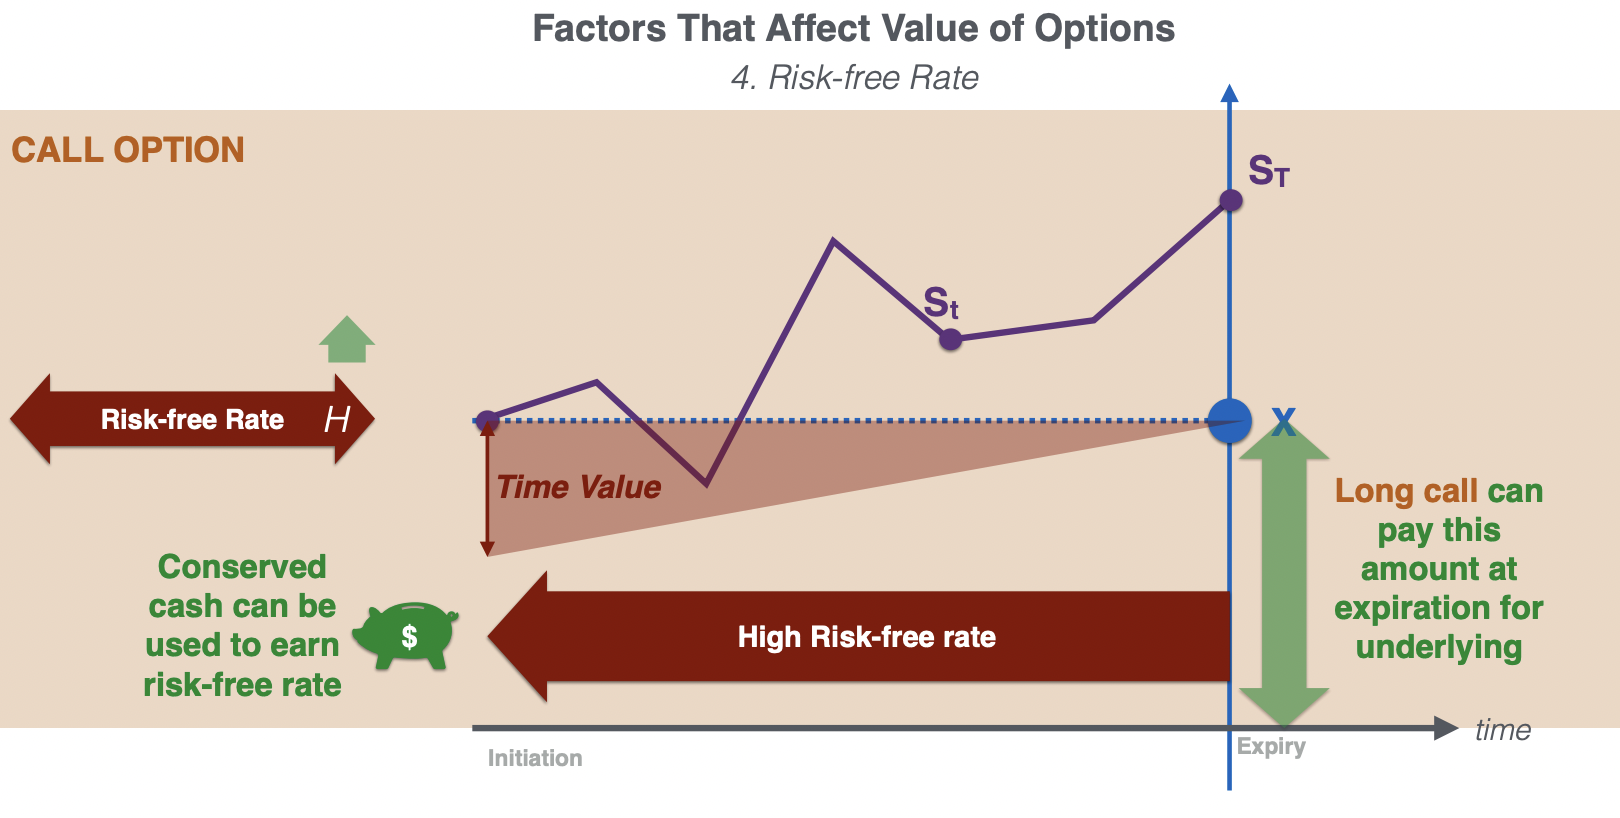 Factors That Affect Value of Options
4. Risk-free Rate
CALL OPTION
S_T
S_t
Risk-free Rate H
X
Time Value
Long call can
pay this
amount at
expiration for
underlying
Conserved
cash can be
used to earn
risk-free rate
$
High Risk-free rate
time
Initiation
Expiry